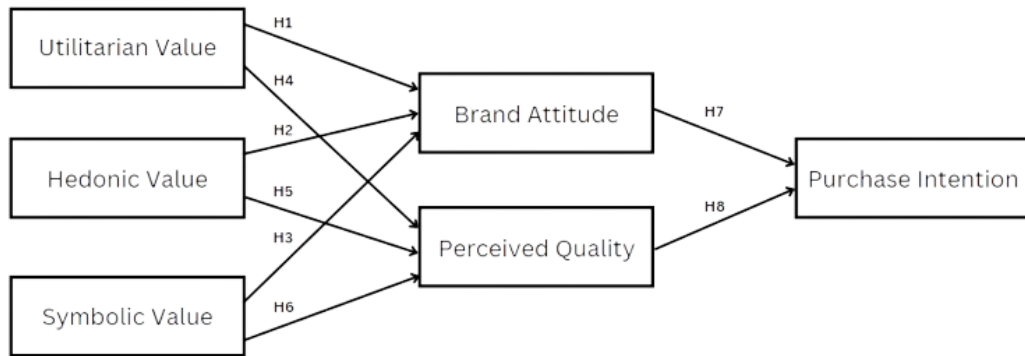 H1
Utilitarian Value
H4
Brand Attitude
H7
H2
Hedonic Value
Purchase Intention
H5
H8
H3
Perceived Quality
H6
Symbolic Value